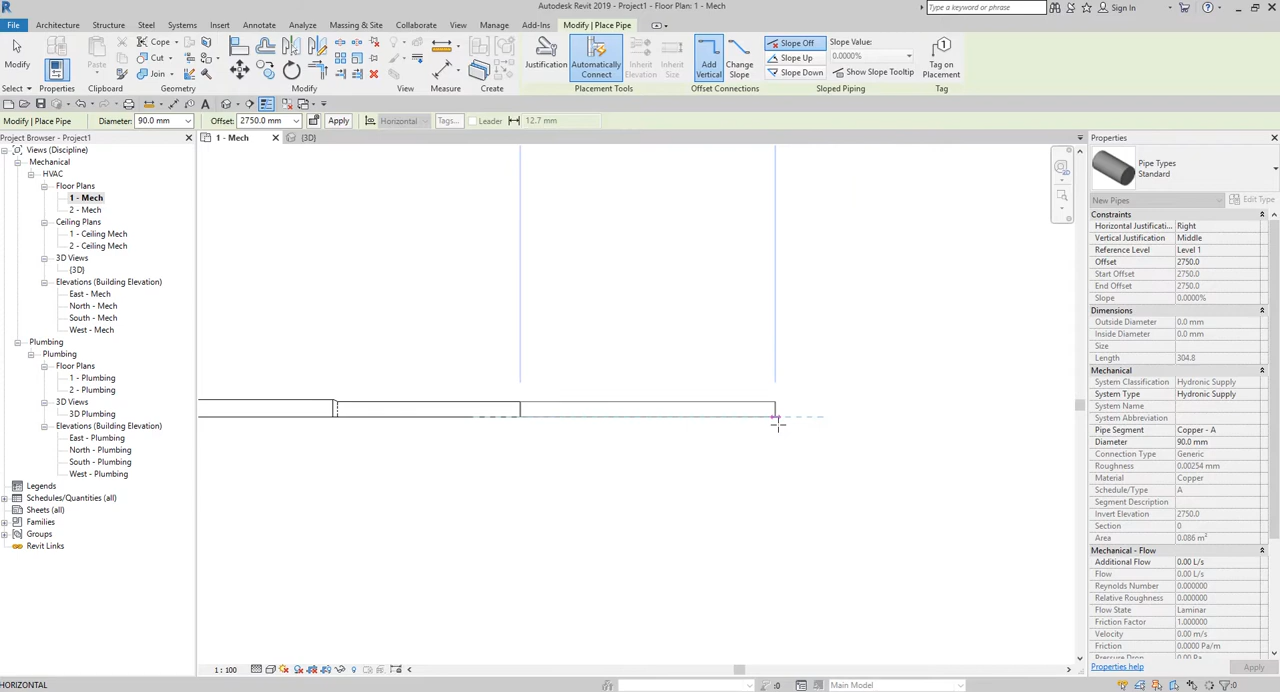 Autodesk Revit 2019 - Project1 - Floor Plan: 1 - Mech
Type a keyword or phrase
Sign In
File Architecture Structure Steel Systems Insert Annotate Analyze Massing & Site Collaborate View Manage Add-Ins Modify | Place Pipe
Modify
Properties
Paste
Cope
Cut
Join
Justification
Automatically Connect
Inherit Elevation
Inherit Size
Add Vertical
Change Slope
Slope Off
Slope Up
Slope Down
Slope Value:
0.0000%
Show Slope Tooltip
Tag on Placement
Select Properties Clipboard Geometry Modify View Measure Create Placement Tools Offset Connections Sloped Piping Tag
Modify | Place Pipe Diameter: 90.0 mm Offset: 2750.0 mm Apply Horizontal Tags... Leader 12.7 mm
Project Browser - Project1
1 - Mech
{3D}
Views (Discipline)
Mechanical
HVAC
Floor Plans
1 - Mech
2 - Mech
Ceiling Plans
1 - Ceiling Mech
2 - Ceiling Mech
3D Views
{3D}
Elevations (Building Elevation)
East - Mech
North - Mech
South - Mech
West - Mech
Plumbing
Plumbing
Floor Plans
1 - Plumbing
2 - Plumbing
3D Views
3D Plumbing
Elevations (Building Elevation)
East - Plumbing
North - Plumbing
South - Plumbing
West - Plumbing
Legends
Schedules/Quantities (all)
Sheets (all)
Families
Groups
Revit Links
Properties
Pipe Types
Standard
New Pipes Edit Type
Constraints
Horizontal Justificati... Right
Vertical Justification Middle
Reference Level Level 1
Offset 2750.0
Start Offset 2750.0
End Offset 2750.0
Slope 0.0000%
Dimensions
Outside Diameter 0.0 mm
Inside Diameter 0.0 mm
Size
Length 304.8
Mechanical
System Classification Hydronic Supply
System Type Hydronic Supply
System Name
System Abbreviation
Pipe Segment Copper - A
Diameter 90.0 mm
Connection Type Generic
Roughness 0.00254 mm
Material Copper
Schedule/Type A
Segment Description
Invert Elevation 2750.0
Section 0
Area 0.086 m²
Mechanical - Flow
Additional Flow 0.00 L/s
Flow 0.00 L/s
Reynolds Number 0.000000
Relative Roughness 0.000000
Flow State Laminar
Friction Factor 1.000000
Velocity 0.00 m/s
Friction 0.0000 Pa/m
Properties help Apply
1 : 100
HORIZONTAL
:0
Main Model
:0